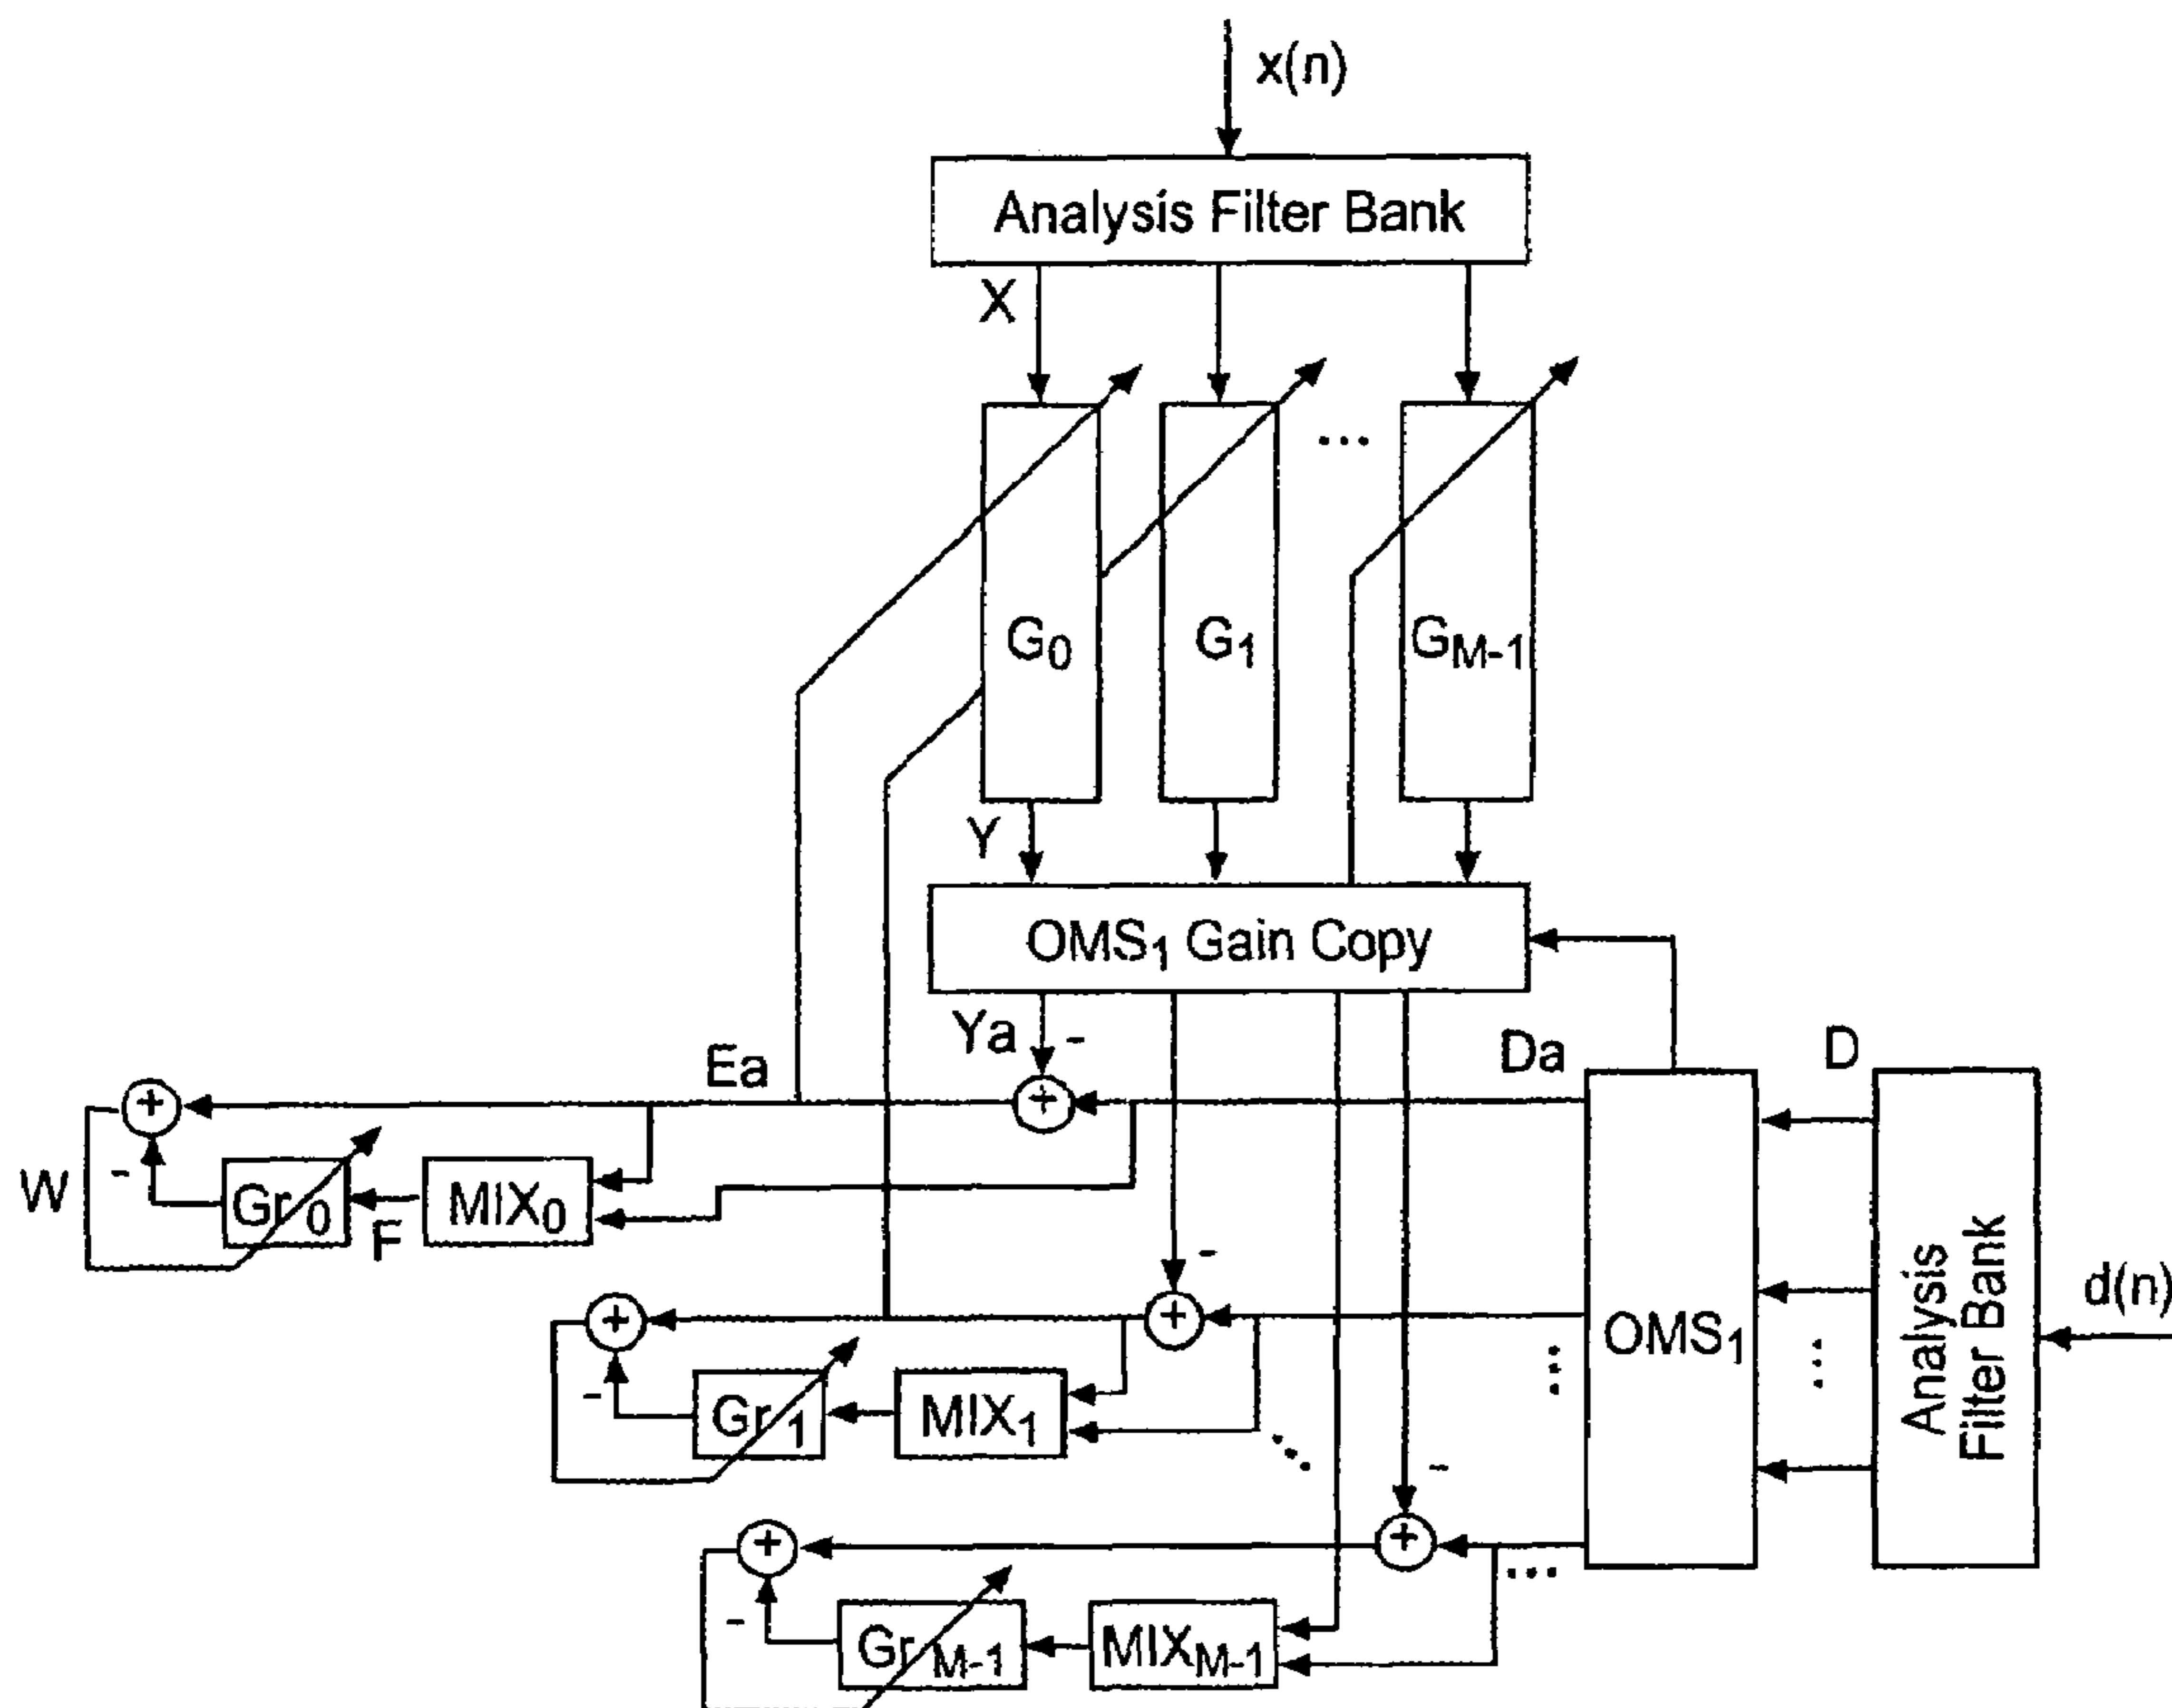 x(n)
Analysis Filter Bank
X
...
G0
G1
GM-1
Y
OMS1 Gain Copy
Ya
-
Ea
Da
D
+
+
W
-
Gr0
F
MIX0
-
+
+
OMS1
...
...
Analysis
Filter Bank
d(n)
-
Gr1
MIX1
...
-
+
+
...
-
GrM-1
MIXM-1